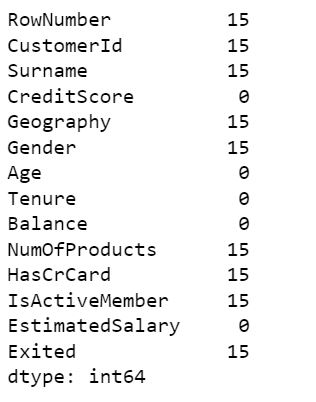 RowNumber 15
CustomerId 15
Surname 15
CreditScore 0
Geography 15
Gender 15
Age 0
Tenure 0
Balance 0
NumOfProducts 15
HasCrCard 15
IsActiveMember 15
EstimatedSalary 0
Exited 15
dtype: int64